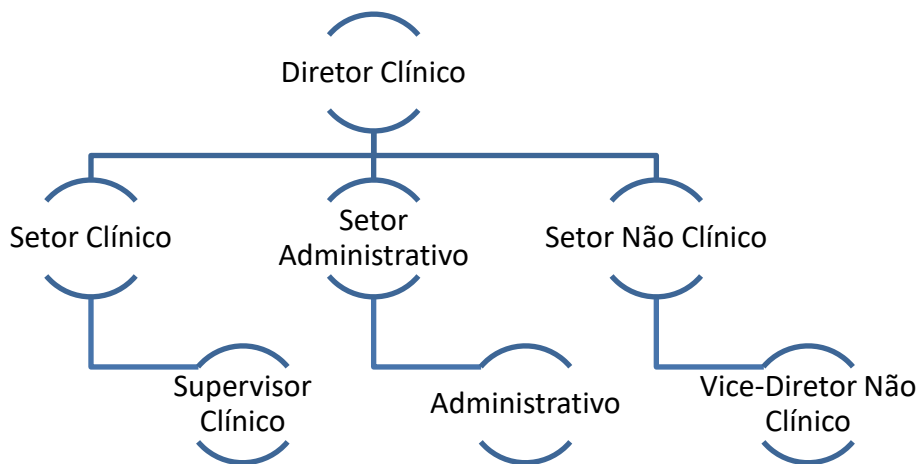 Diretor Clínico
Setor Clínico
Setor
Administrativo
Setor Não Clínico
Supervisor
Clínico
Administrativo
Vice-Diretor Não
Clínico